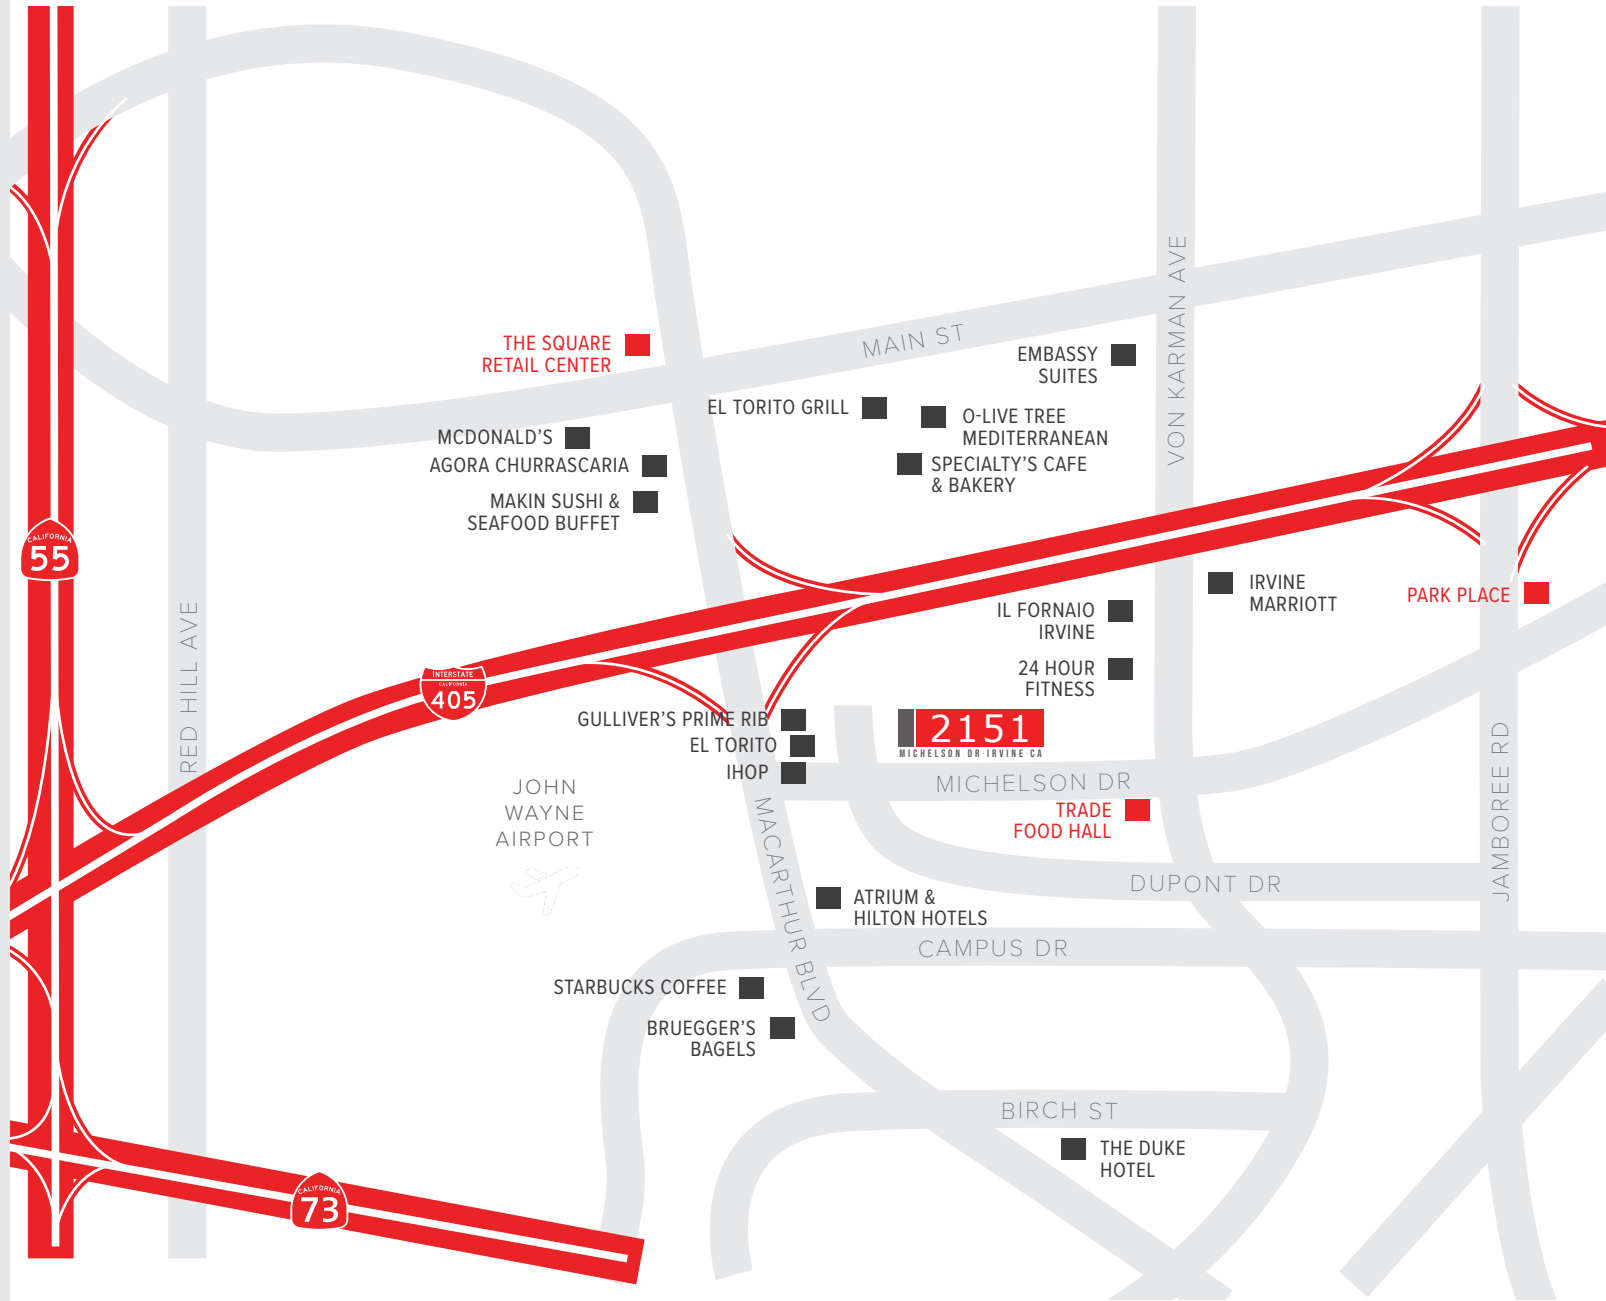 MAIN ST
VON KARMAN AVE
THE SQUARE
RETAIL CENTER
EMBASSY
SUITES
EL TORITO GRILL
O-LIVE TREE
MEDITERRANEAN
MCDONALD'S
AGORA CHURRASCARIA
SPECIALTY'S CAFE
& BAKERY
MAKIN SUSHI &
SEAFOOD BUFFET
CALIFORNIA
55
RED HILL AVE
IRVINE
MARRIOTT
PARK PLACE
IL FORNAIO
IRVINE
24 HOUR
FITNESS
INTERSTATE
CALIFORNIA
405
GULLIVER'S PRIME RIB
EL TORITO
IHOP
2151
MICHELSON DR·IRVINE·CA
MICHELSON DR
JOHN
WAYNE
AIRPORT
TRADE
FOOD HALL
JAMBOREE RD
MACARTHUR BLVD
DUPONT DR
ATRIUM &
HILTON HOTELS
CAMPUS DR
STARBUCKS COFFEE
BRUEGGER'S
BAGELS
BIRCH ST
THE DUKE
HOTEL
CALIFORNIA
73